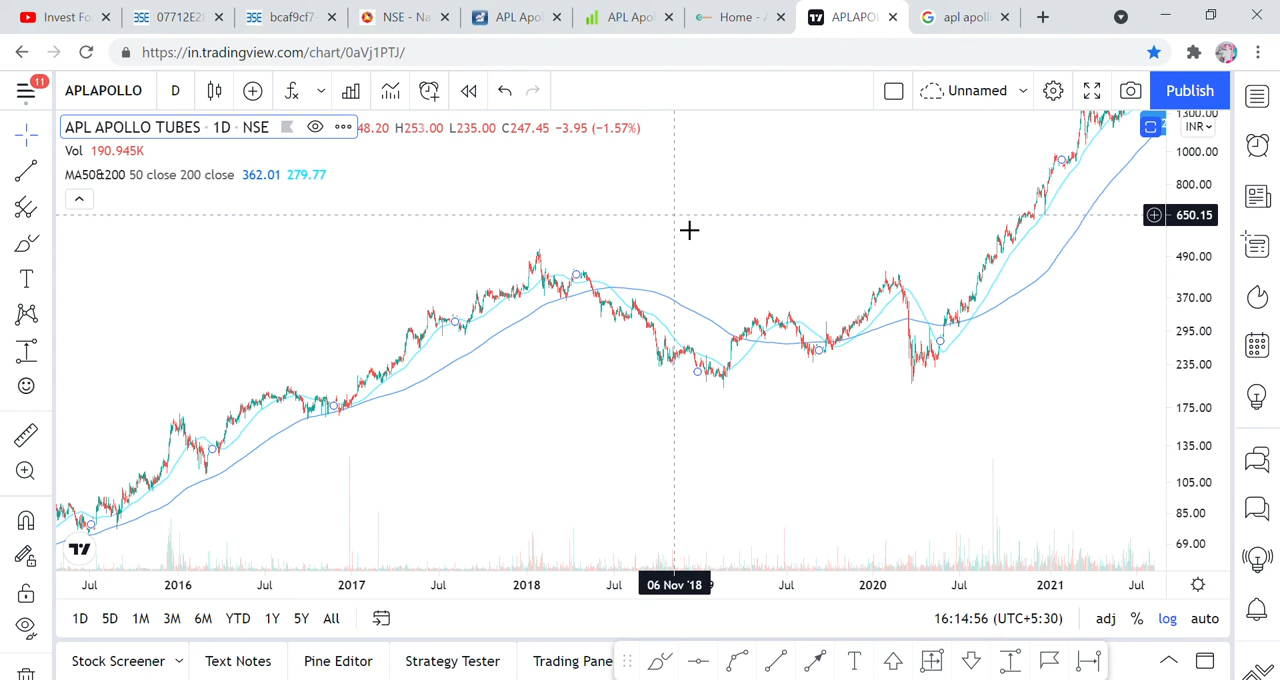 Invest Fo
07712E2
bcaf9cf7-
NSE - Na
APL Apo
APL Apol
Home - A
APLAPO
apl apoll
https://in.tradingview.com/chart/0aVj1PTJ/
11
APLAPOLLO D
Unnamed
Publish
APL APOLLO TUBES · 1D · NSE 48.20 H253.00 L235.00 C247.45 −3.95 (−1.57%)
Vol 190.945K
MA50&200 50 close 200 close 362.01 279.77
1300.00
INR
1000.00
800.00
650.15
490.00
370.00
295.00
235.00
175.00
135.00
105.00
85.00
69.00
Jul 2016 Jul 2017 Jul 2018 Jul 06 Nov '18 9 Jul 2020 Jul 2021 Jul
1D 5D 1M 3M 6M YTD 1Y 5Y All 16:14:56 (UTC+5:30) adj % log auto
Stock Screener Text Notes Pine Editor Strategy Tester Trading Pane